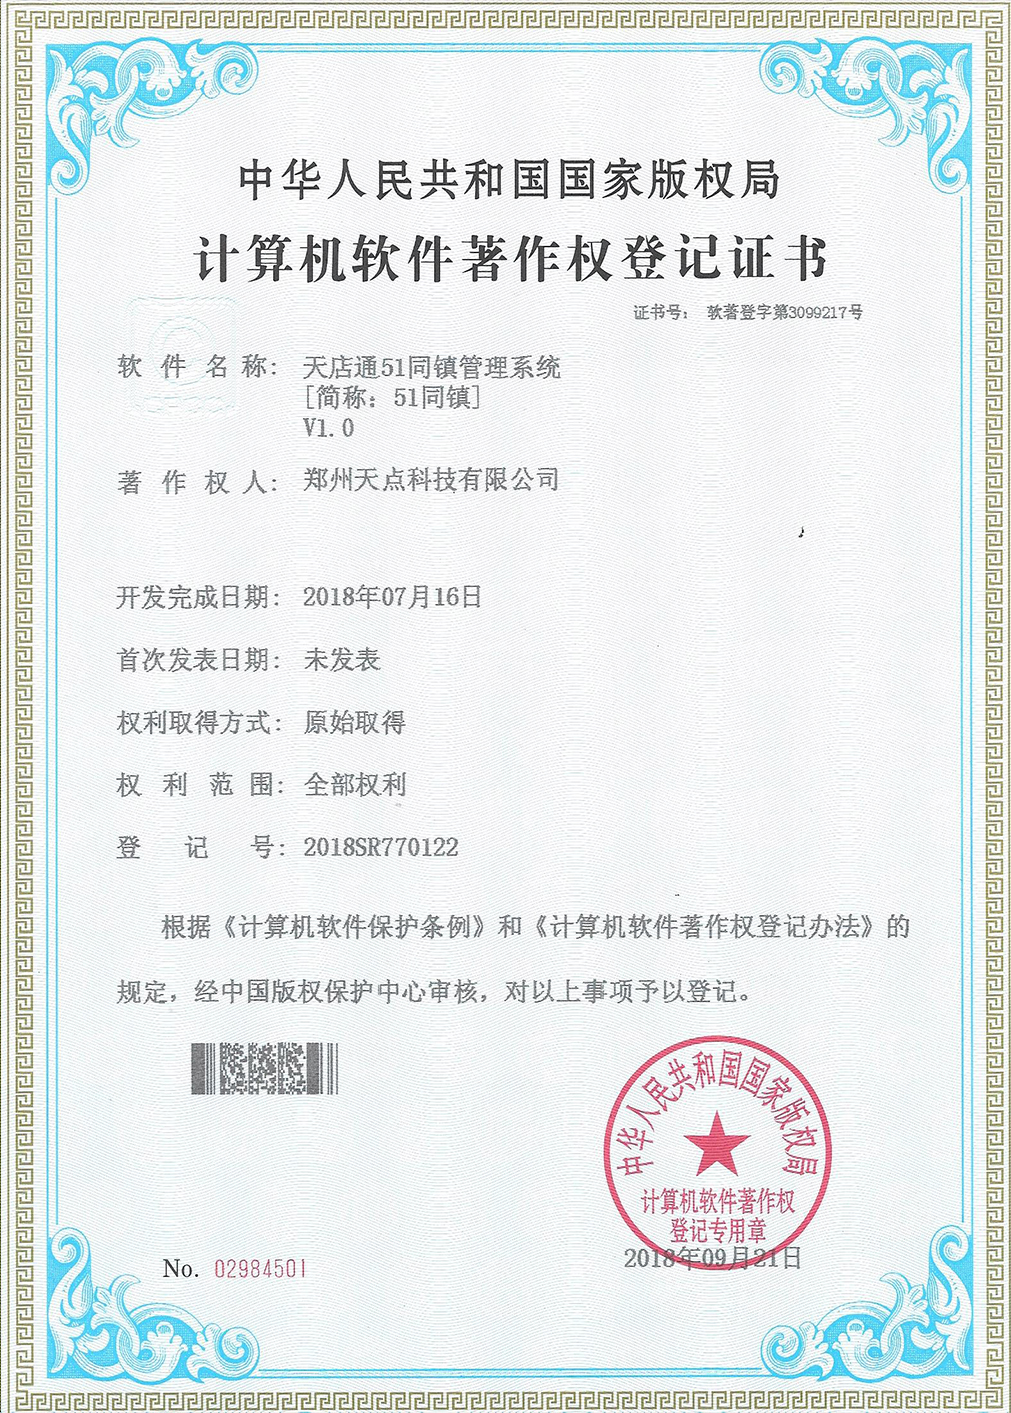 中华人民共和国国家版权局
计算机软件著作权登记证书
证书号： 软著登字第3099217号
软件名称： 天店通51同镇管理系统
[简称：51同镇]
V1.0
著作权人： 郑州天点科技有限公司
开发完成日期： 2018年07月16日
首次发表日期： 未发表
权利取得方式： 原始取得
权利范围： 全部权利
登记号： 2018SR770122
根据《计算机软件保护条例》和《计算机软件著作权登记办法》的
规定，经中国版权保护中心审核，对以上事项予以登记。
中华人民共和国国家版权局
计算机软件著作权
登记专用章
2018年09月21日
No. 02984501